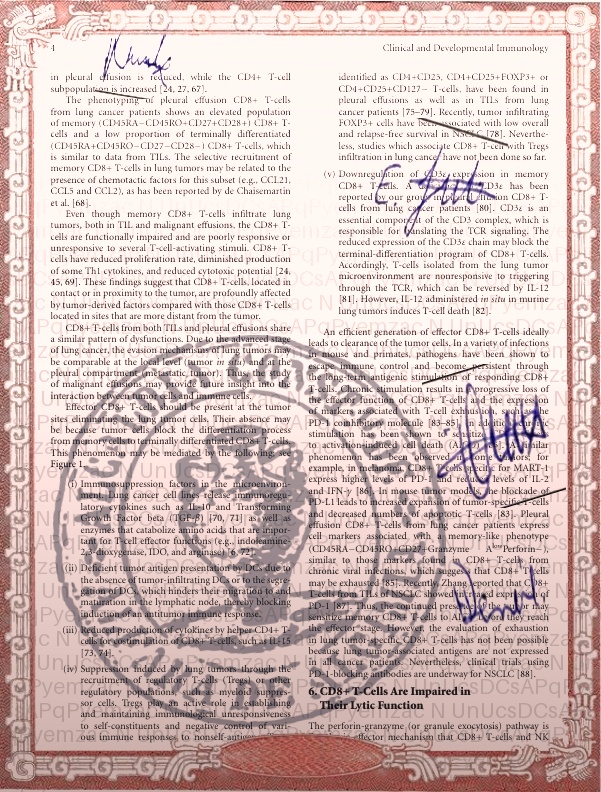 4
Clinical and Developmental Immunology
in pleural effusion is reduced, while the CD4+ T-cell
subpopulation is increased [24, 27, 67].
The phenotyping of pleural effusion CD8+ T-cells
from lung cancer patients shows an elevated population
of memory (CD45RA−CD45RO+CD27+CD28+) CD8+ T-
cells and a low proportion of terminally differentiated
(CD45RA+CD45RO−CD27−CD28−) CD8+ T-cells, which
is similar to data from TILs. The selective recruitment of
memory CD8+ T-cells in lung tumors may be related to the
presence of chemotactic factors for this subset (e.g., CCL21,
CCL5 and CCL2), as has been reported by de Chaisemartin
et al. [68].
Even though memory CD8+ T-cells infiltrate lung
tumors, both in TIL and malignant effusions, the CD8+ T-
cells are functionally impaired and are poorly responsive or
unresponsive to several T-cell-activating stimuli. CD8+ T-
cells have reduced proliferation rate, diminished production
of some Th1 cytokines, and reduced cytotoxic potential [24,
45, 69]. These findings suggest that CD8+ T-cells, located in
contact or in proximity to the tumor, are profoundly affected
by tumor-derived factors compared with those CD8+ T-cells
located in sites that are more distant from the tumor.
CD8+ T-cells from both TILs and pleural effusions share
a similar pattern of dysfunctions. Due to the advanced stage
of lung cancer, the evasion mechanisms of lung tumors may
be comparable at the local level (tumor in situ) and at the
pleural compartment (metastatic tumor). Thus, the study
of malignant effusions may provide future insight into the
interaction between lung tumor and immune cells.
Effector CD8+ T-cells must be present at the tumor
sites eliminating the lung tumor cells. Their absence may
be because tumor cells block the differentiation process
from memory cells to terminally differentiated CD8+ T-cells.
This phenomena may be mediated by the following; see
Figure 1.
(i) Immunosuppression factors in the microenviron-
ment. Lung cancer cells may release immunoregu-
latory cytokines such as IL-10 and Transforming
Growth Factor beta (TGF-β) [70, 71] as well as
enzymes that catabolize amino acids that are impor-
tant for T-cell effector functions (e.g., indoleamine
2,3-dioxygenase, IDO, and arginase) [6, 72].
(ii) Deficient tumor antigen presentation by DCs due to
the absence of tumor-infiltrating DCs or to the segre-
gation of DC, which hinders their migration to and
maturation in the lymphatic node, thereby blocking
induction of an antitumor immune response.
(iii) Reduced production of cytokines by helper CD4+ T-
cells for costimulation of CD8+ T-cells, such as IL-15
[73, 74].
(iv) Suppression induced by lung tumors through the
recruitment of regulatory T-cell (Tregs) or other
regulatory populations, like myeloid suppres-
sor cells. Tregs play an active role in establishing
and maintaining immunological unresponsiveness
to self-constituents and negative control of vari-
ous immune responses to nonself-antigens.
identified as CD4+CD25, CD4+CD25+FOXP3+ or
CD4+CD25+CD127− T-cells, have been found in
pleural effusions as well as in TILs from lung
cancer patients [75–79]. Recently, tumor infiltrating
FOXP3+ cells have been associated with low overall
and relapse-free survival in NSCLC [78]. Neverthe-
less, studies which associate CD8+ T-cell with Tregs
infiltration in lung cancer have not been done so far.
(v) Downregulation of CD3z expression in memory
CD8+ T-cells. A CD3z has been
reported by our group in pleural effusion CD8+ T-
cells from lung cancer patients [80]. CD3z is an
essential component of the CD3 complex, which is
responsible for translating the TCR signaling. The
reduced expression of the CD3z chain may block the
terminal-differentiation program of CD8+ T-cells.
Accordingly, T-cells isolated from the lung tumor
microenvironment are nonresponsive to triggering
through the TCR, which can be reversed by IL-12
[81]. However, IL-12 administered in situ in murine
lung tumors induces T-cell death [82].
An efficient generation of effector CD8+ T-cells ideally
leads to clearance of the tumor cells. In a variety of infections
in mouse and primates, pathogens have been shown to
escape immune control and become persistent through
the long-term antigenic stimulation of responding CD8+
T-cells. Chronic stimulation results in a progressive loss of
the effector function of CD8+ T-cells and the expression
of markers associated with T-cell exhaustion
PD-1 coinhibitory molecule [83–85].
stimulation has been shown to
to activation-induced cell death (AICD)
phenomenon has been observed in some tumors; for
example, in melanoma, CD8+ T-cells specific for MART-1
express higher levels of PD-1 and reduced levels of IL-2
and IFN-γ [86]. In mouse tumor models, the blockade of
PD-L1 leads to increased expansion of tumor-specific T-cells
and decreased number of apoptotic T-cells [83]. Pleural
effusion CD8+ T-cells from lung cancer patients express
cell markers associated with a memory-like phenotype
(CD45RA−CD45RO+CD27+Granzyme AlowPerforin−),
similar to those markers found in CD8+ T-cells from
chronic viral infections, which suggest that CD8+ T-cells
may be exhausted [85]. Recently, Zhang reported that CD8+
T-cells from TILs of NSCLC showed increased expression of
PD-1 [87]. Thus, the continued presence of tumor may
sensitize memory CD8+ T-cells to AICD before they reach
the effector stage. However, the evaluation of exhaustion
in lung tumor-specific CD8+ T-cells has not been possible
because lung tumor-associated antigens are not expressed
in all cancer patients. Nevertheless, clinical trials using
PD-1-blocking antibodies are underway for NSCLC [88].
6. CD8+ T-Cells Are Impaired in
Their Lytic Function
The perforin-granzyme (or granule exocytosis) pathway is
effector mechanism that CD8+ T-cells and NK